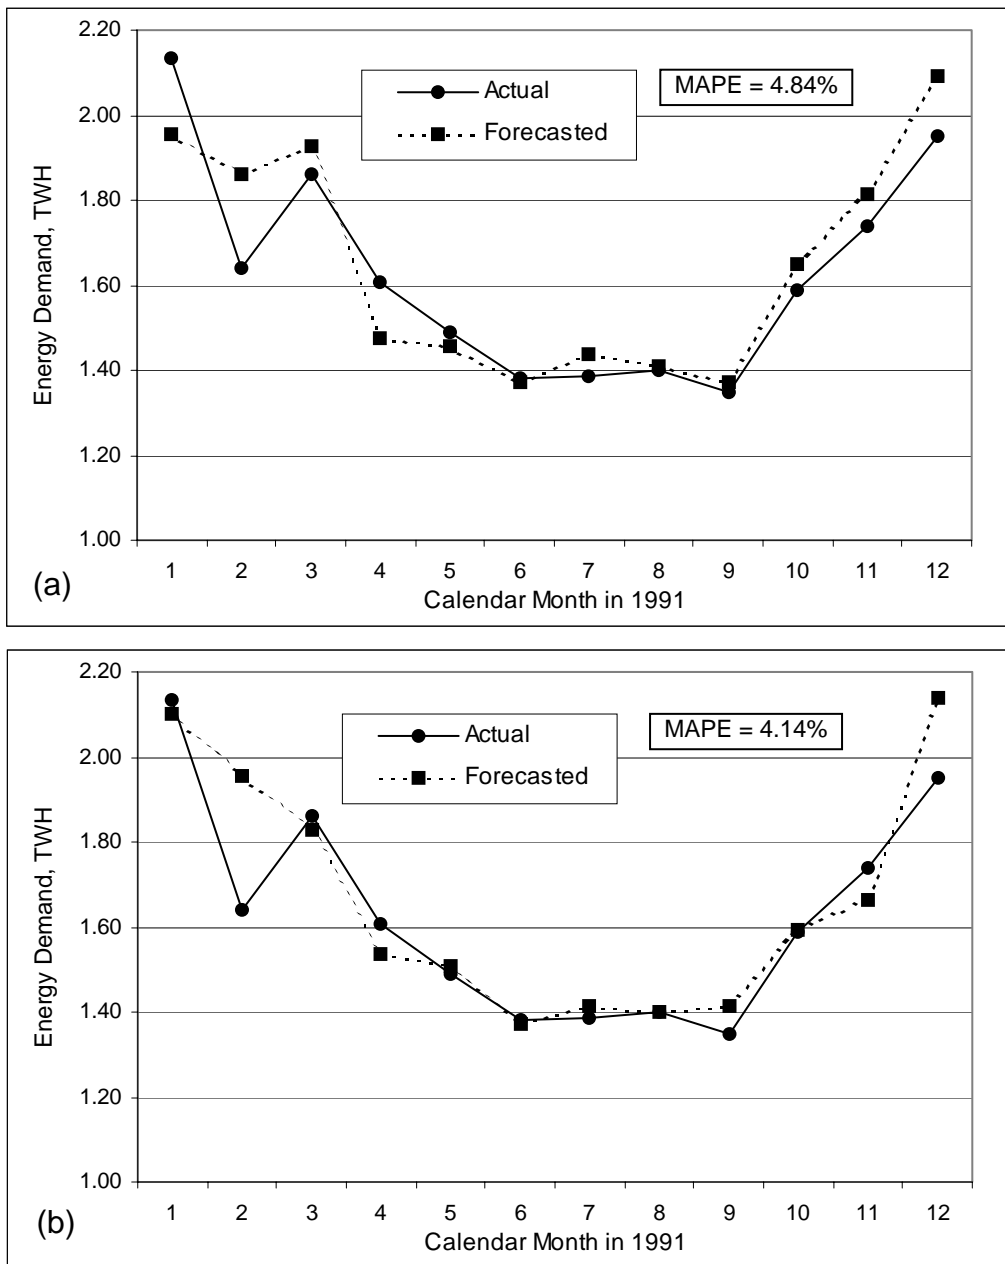 2.20
2.00
1.80
1.60
1.40
1.20
1.00
Energy Demand, TWH
Actual
Forecasted
MAPE = 4.84%
1 2 3 4 5 6 7 8 9 10 11 12
Calendar Month in 1991
(a)
2.20
2.00
1.80
1.60
1.40
1.20
1.00
Energy Demand, TWH
Actual
Forecasted
MAPE = 4.14%
1 2 3 4 5 6 7 8 9 10 11 12
Calendar Month in 1991
(b)